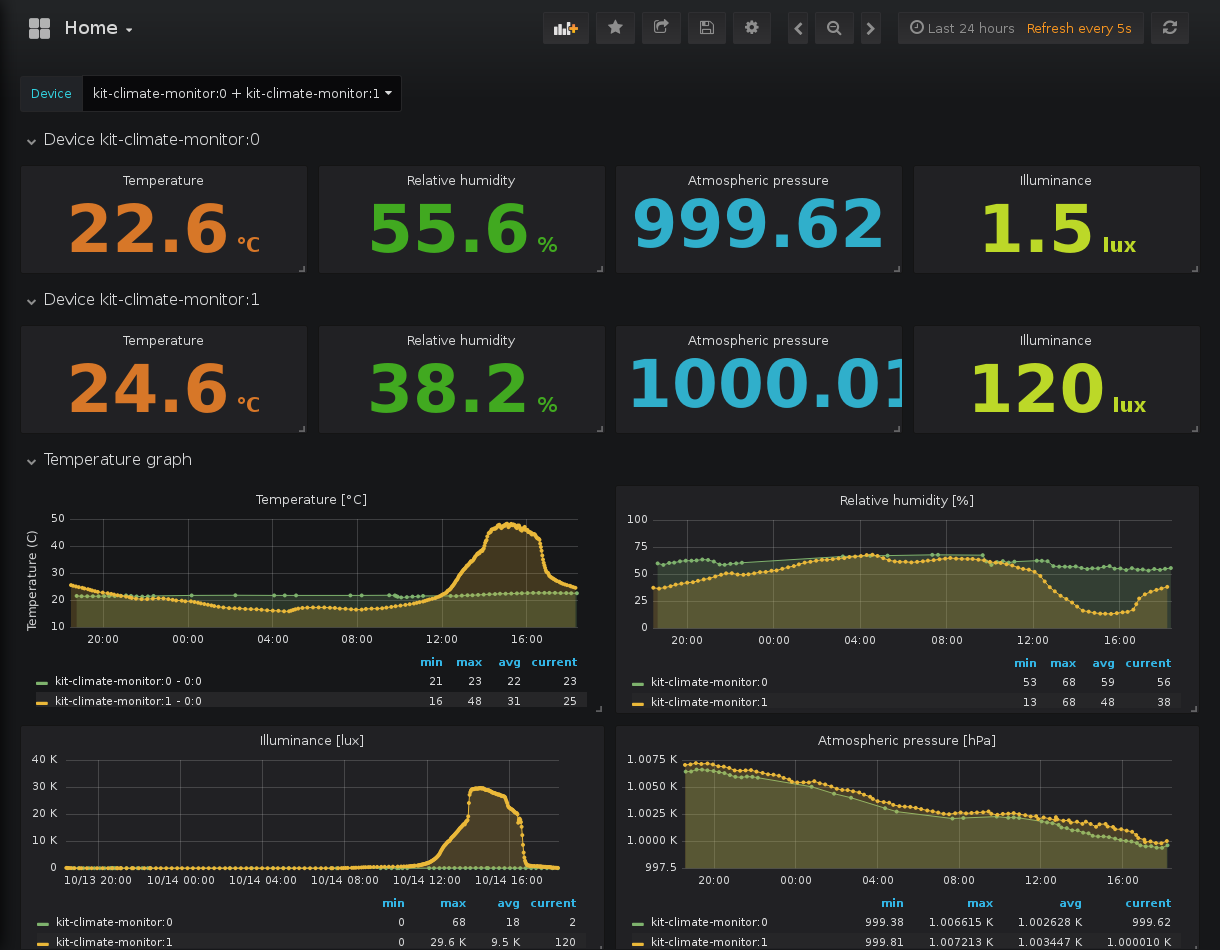 Home
Last 24 hours Refresh every 5s
Device kit-climate-monitor:0 + kit-climate-monitor:1
Device kit-climate-monitor:0
Temperature Relative humidity Atmospheric pressure Illuminance
22.6 °C 55.6 % 999.62 1.5 lux
Device kit-climate-monitor:1
Temperature Relative humidity Atmospheric pressure Illuminance
24.6 °C 38.2 % 1000.01 120 lux
Temperature graph
Temperature [°C]
Temperature (C)
50
40
30
20
10
20:00 00:00 04:00 08:00 12:00 16:00
min max avg current
kit-climate-monitor:0 - 0:0 21 23 22 23
kit-climate-monitor:1 - 0:0 16 48 31 25
Relative humidity [%]
100
75
50
25
0
20:00 00:00 04:00 08:00 12:00 16:00
min max avg current
kit-climate-monitor:0 53 68 59 56
kit-climate-monitor:1 13 68 48 38
Illuminance [lux]
40 K
30 K
20 K
10 K
0
10/13 20:00 10/14 00:00 10/14 04:00 10/14 08:00 10/14 12:00 10/14 16:00
min max avg current
kit-climate-monitor:0 0 68 18 2
kit-climate-monitor:1 0 29.6 K 9.5 K 120
Atmospheric pressure [hPa]
1.0075 K
1.0050 K
1.0025 K
1.0000 K
997.5
20:00 00:00 04:00 08:00 12:00 16:00
min max avg current
kit-climate-monitor:0 999.38 1.006615 K 1.002628 K 999.62
kit-climate-monitor:1 999.81 1.007213 K 1.003447 K 1.000010 K